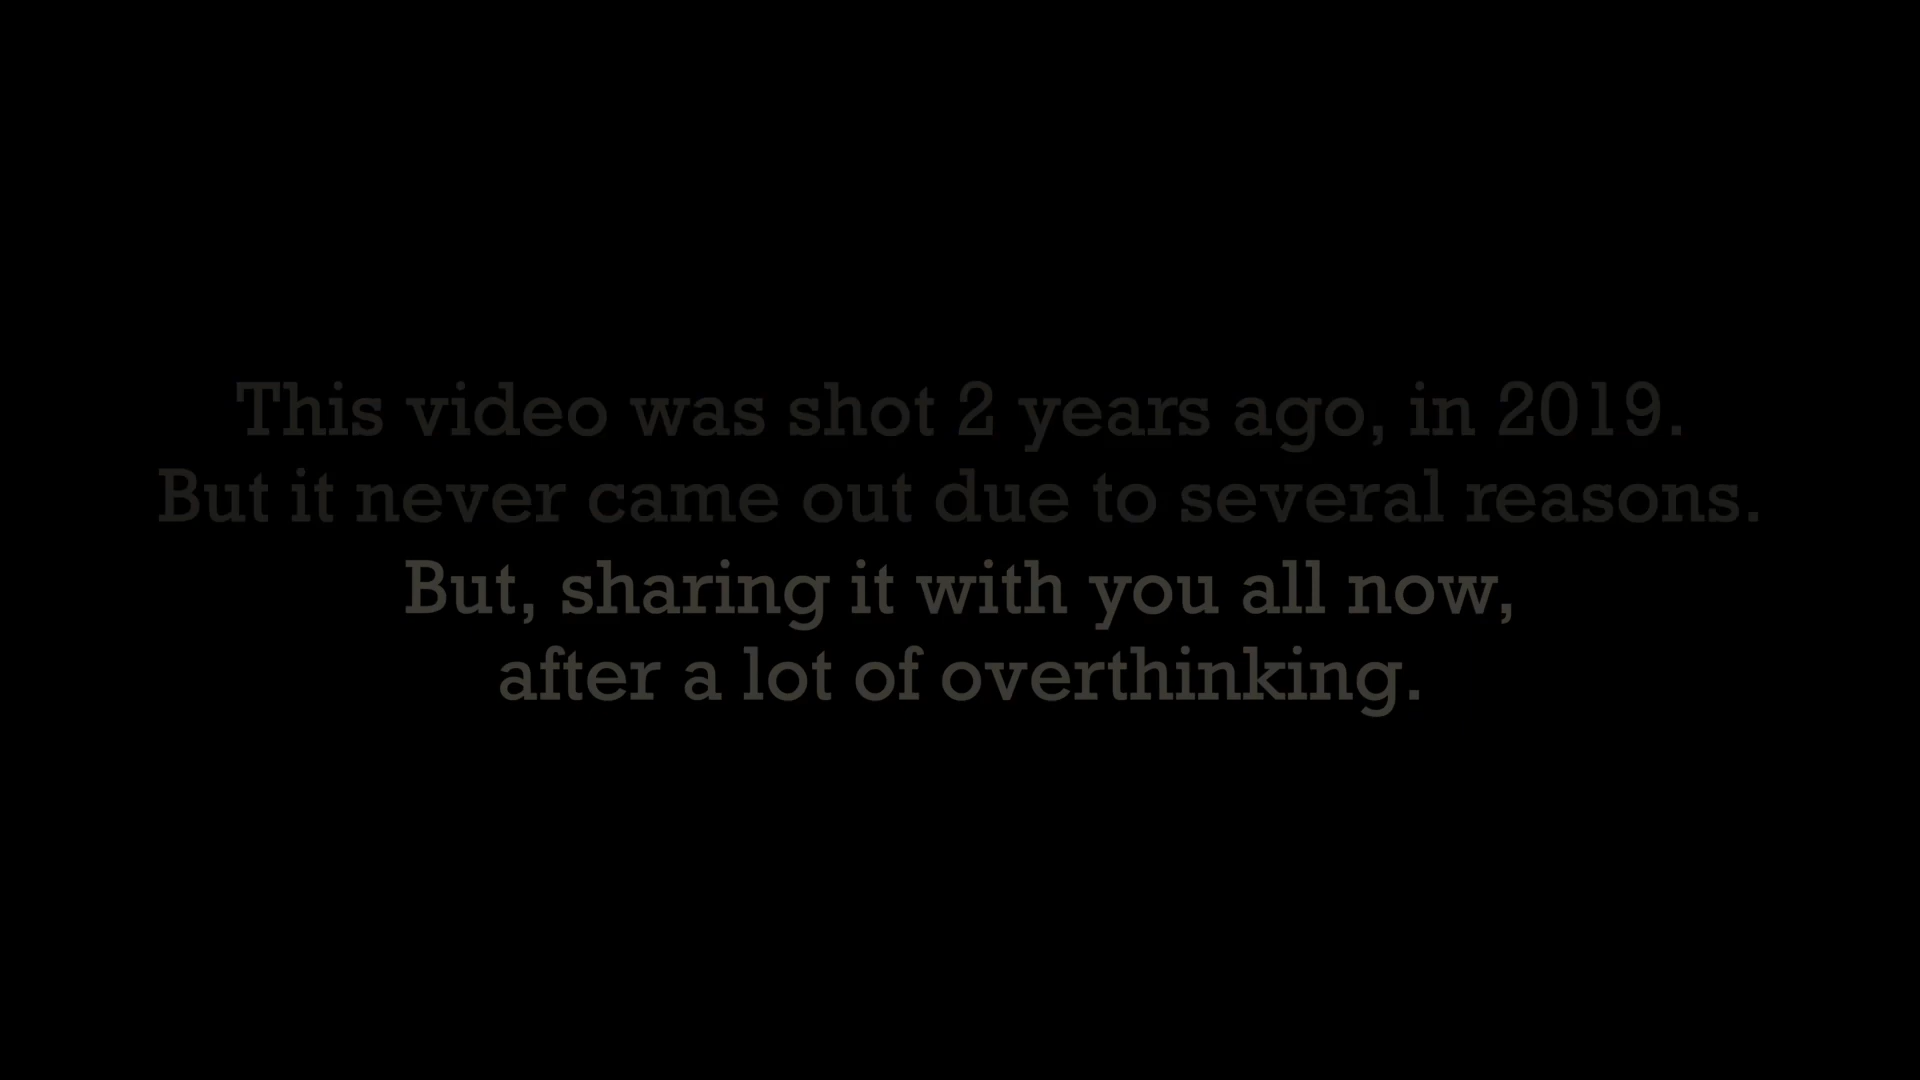 This video was shot 2 years ago, in 2019.
But it never came out due to several reasons.
But, sharing it with you all now,
after a lot of overthinking.